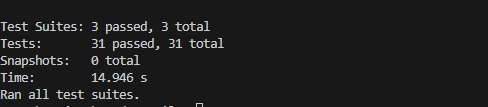 Test Suites: 3 passed, 3 total
Tests:       31 passed, 31 total
Snapshots:   0 total
Time:        14.946 s
Ran all test suites.